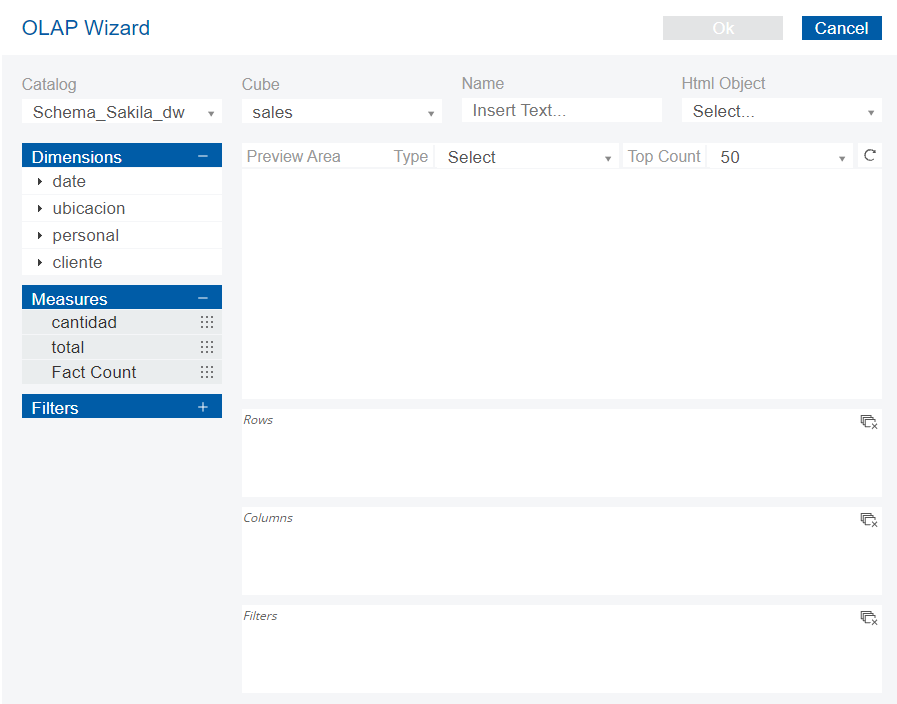 OLAP Wizard Ok Cancel
Catalog Cube Name Html Object
Schema_Sakila_dw sales Insert Text... Select...
Dimensions
date
ubicacion
personal
cliente
Measures
cantidad
total
Fact Count
Filters
Preview Area Type Select Top Count 50
Rows
Columns
Filters